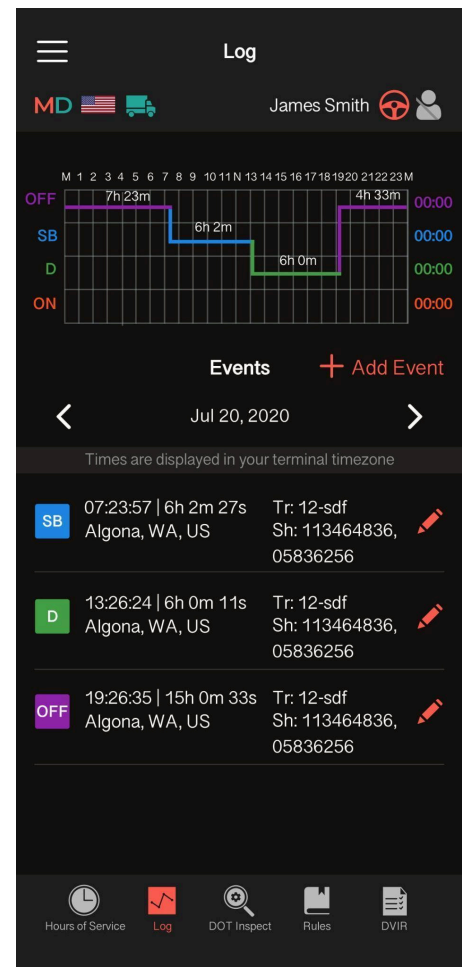 Log
MD
James Smith
M 1 2 3 4 5 6 7 8 9 10 11 N 13 14 15 16 17 18 19 20 21 22 23 M
OFF 7h 23m 4h 33m 00:00
SB 6h 2m 00:00
D 6h 0m 00:00
ON 00:00
Events + Add Event
Jul 20, 2020
Times are displayed in your terminal timezone
SB 07:23:57 | 6h 2m 27s Tr: 12-sdf
Algona, WA, US Sh: 113464836,
05836256
D 13:26:24 | 6h 0m 11s Tr: 12-sdf
Algona, WA, US Sh: 113464836,
05836256
OFF 19:26:35 | 15h 0m 33s Tr: 12-sdf
Algona, WA, US Sh: 113464836,
05836256
Hours of Service Log DOT Inspect Rules DVIR